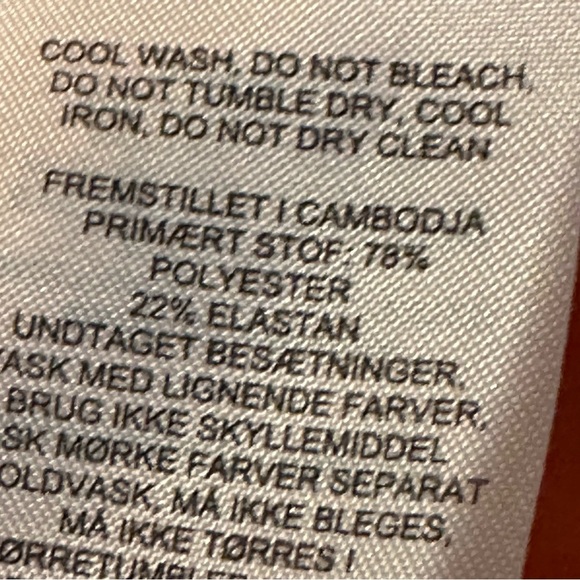 COOL WASH, DO NOT BLEACH,
DO NOT TUMBLE DRY, COOL
IRON, DO NOT DRY CLEAN
FREMSTILLET I CAMBODJA
PRIMÆRT STOF: 78%
POLYESTER
22% ELASTAN
UNDTAGET BESÆTNINGER,
ASK MED LIGNENDE FARVER,
BRUG IKKE SKYLLEMIDDEL
SK MØRKE FARVER SEPARAT
OLDVASK, MÅ IKKE BLEGES,
MÅ IKKE TØRRES I
ØRRETUMBLER